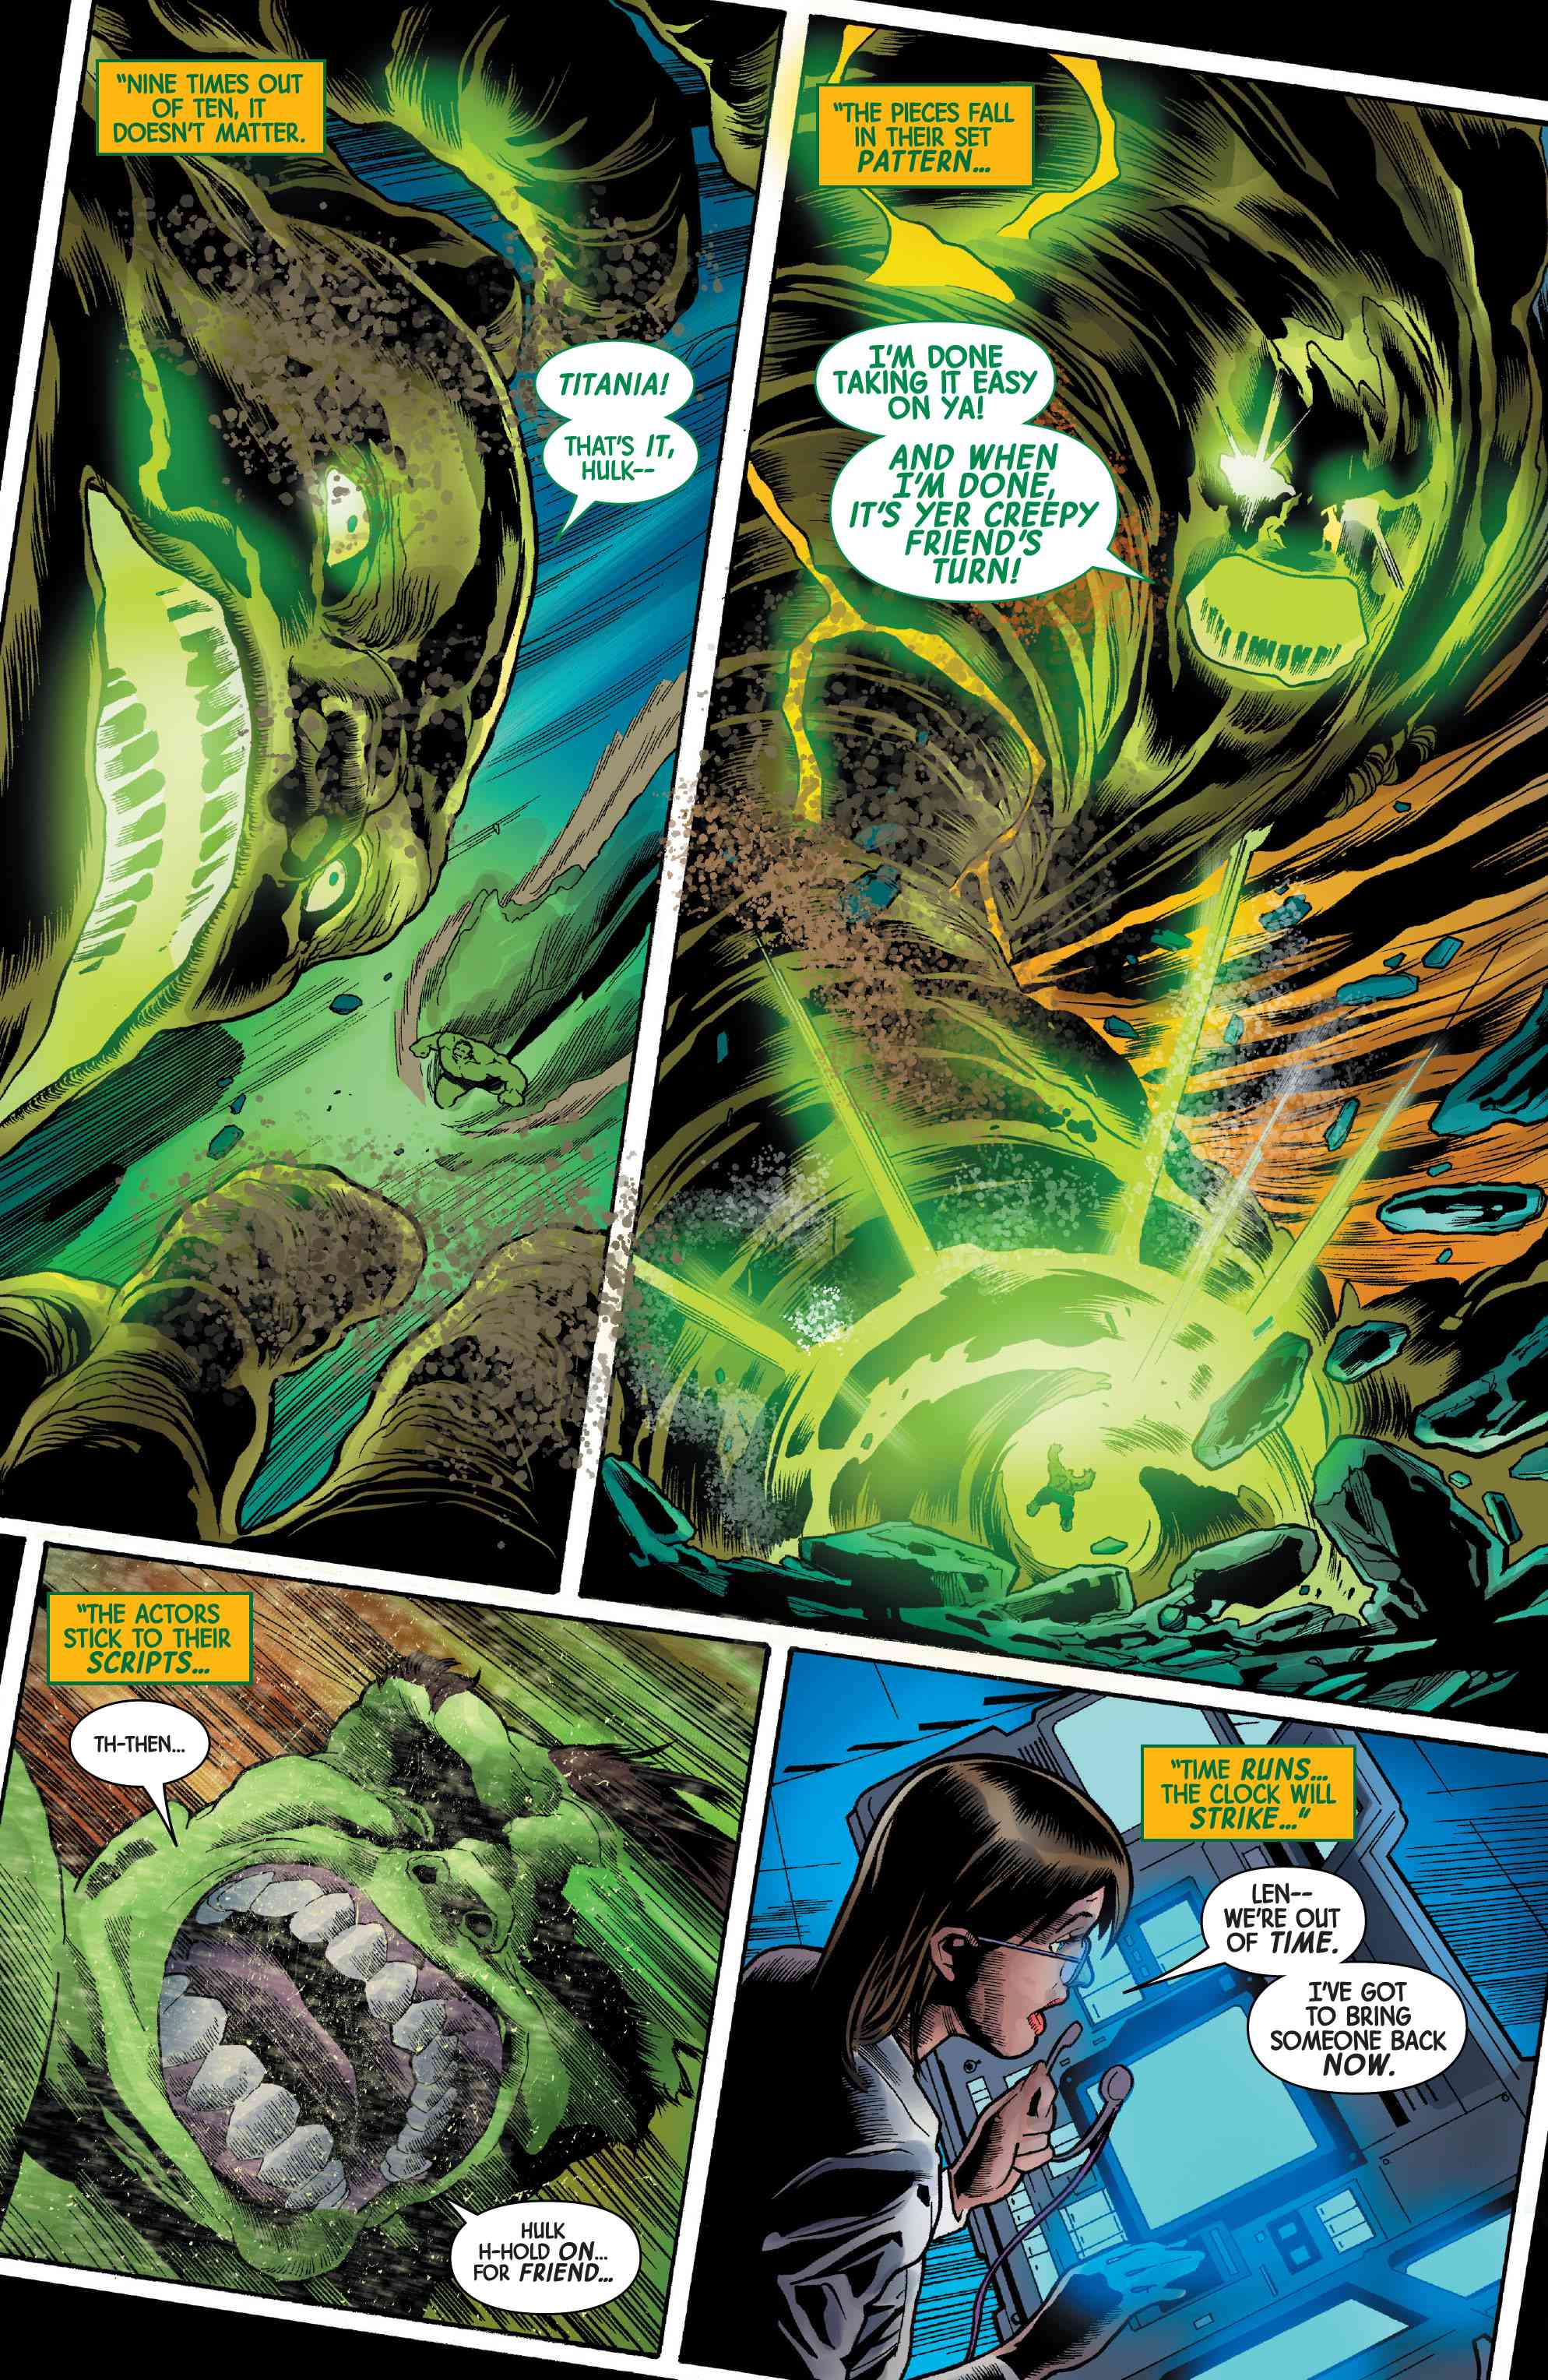 "NINE TIMES OUT
OF TEN, IT
DOESN'T MATTER.
TITANIA!
THAT'S IT,
HULK--
"THE PIECES FALL
IN THEIR SET
PATTERN...
I'M DONE
TAKING IT EASY
ON YA!
AND WHEN
I'M DONE,
IT'S YER CREEPY
FRIEND'S
TURN!
"THE ACTORS
STICK TO THEIR
SCRIPTS...
TH-THEN...
HULK
H-HOLD ON...
FOR FRIEND...
"TIME RUNS...
THE CLOCK WILL
STRIKE..."
LEN--
WE'RE OUT
OF TIME.
I'VE GOT
TO BRING
SOMEONE BACK
NOW.